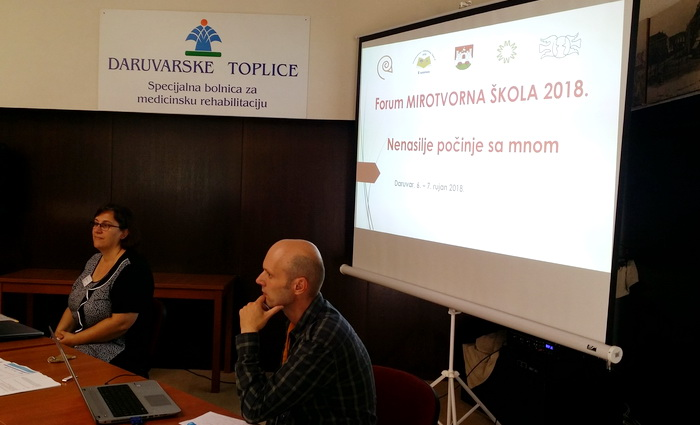 DARUVARSKE TOPLICE
Specijalna bolnica za
medicinsku rehabilitaciju
Forum MIROTVORNA ŠKOLA 2018.
Nenasilje počinje sa mnom
Daruvar, 6. – 7. rujan 2018.